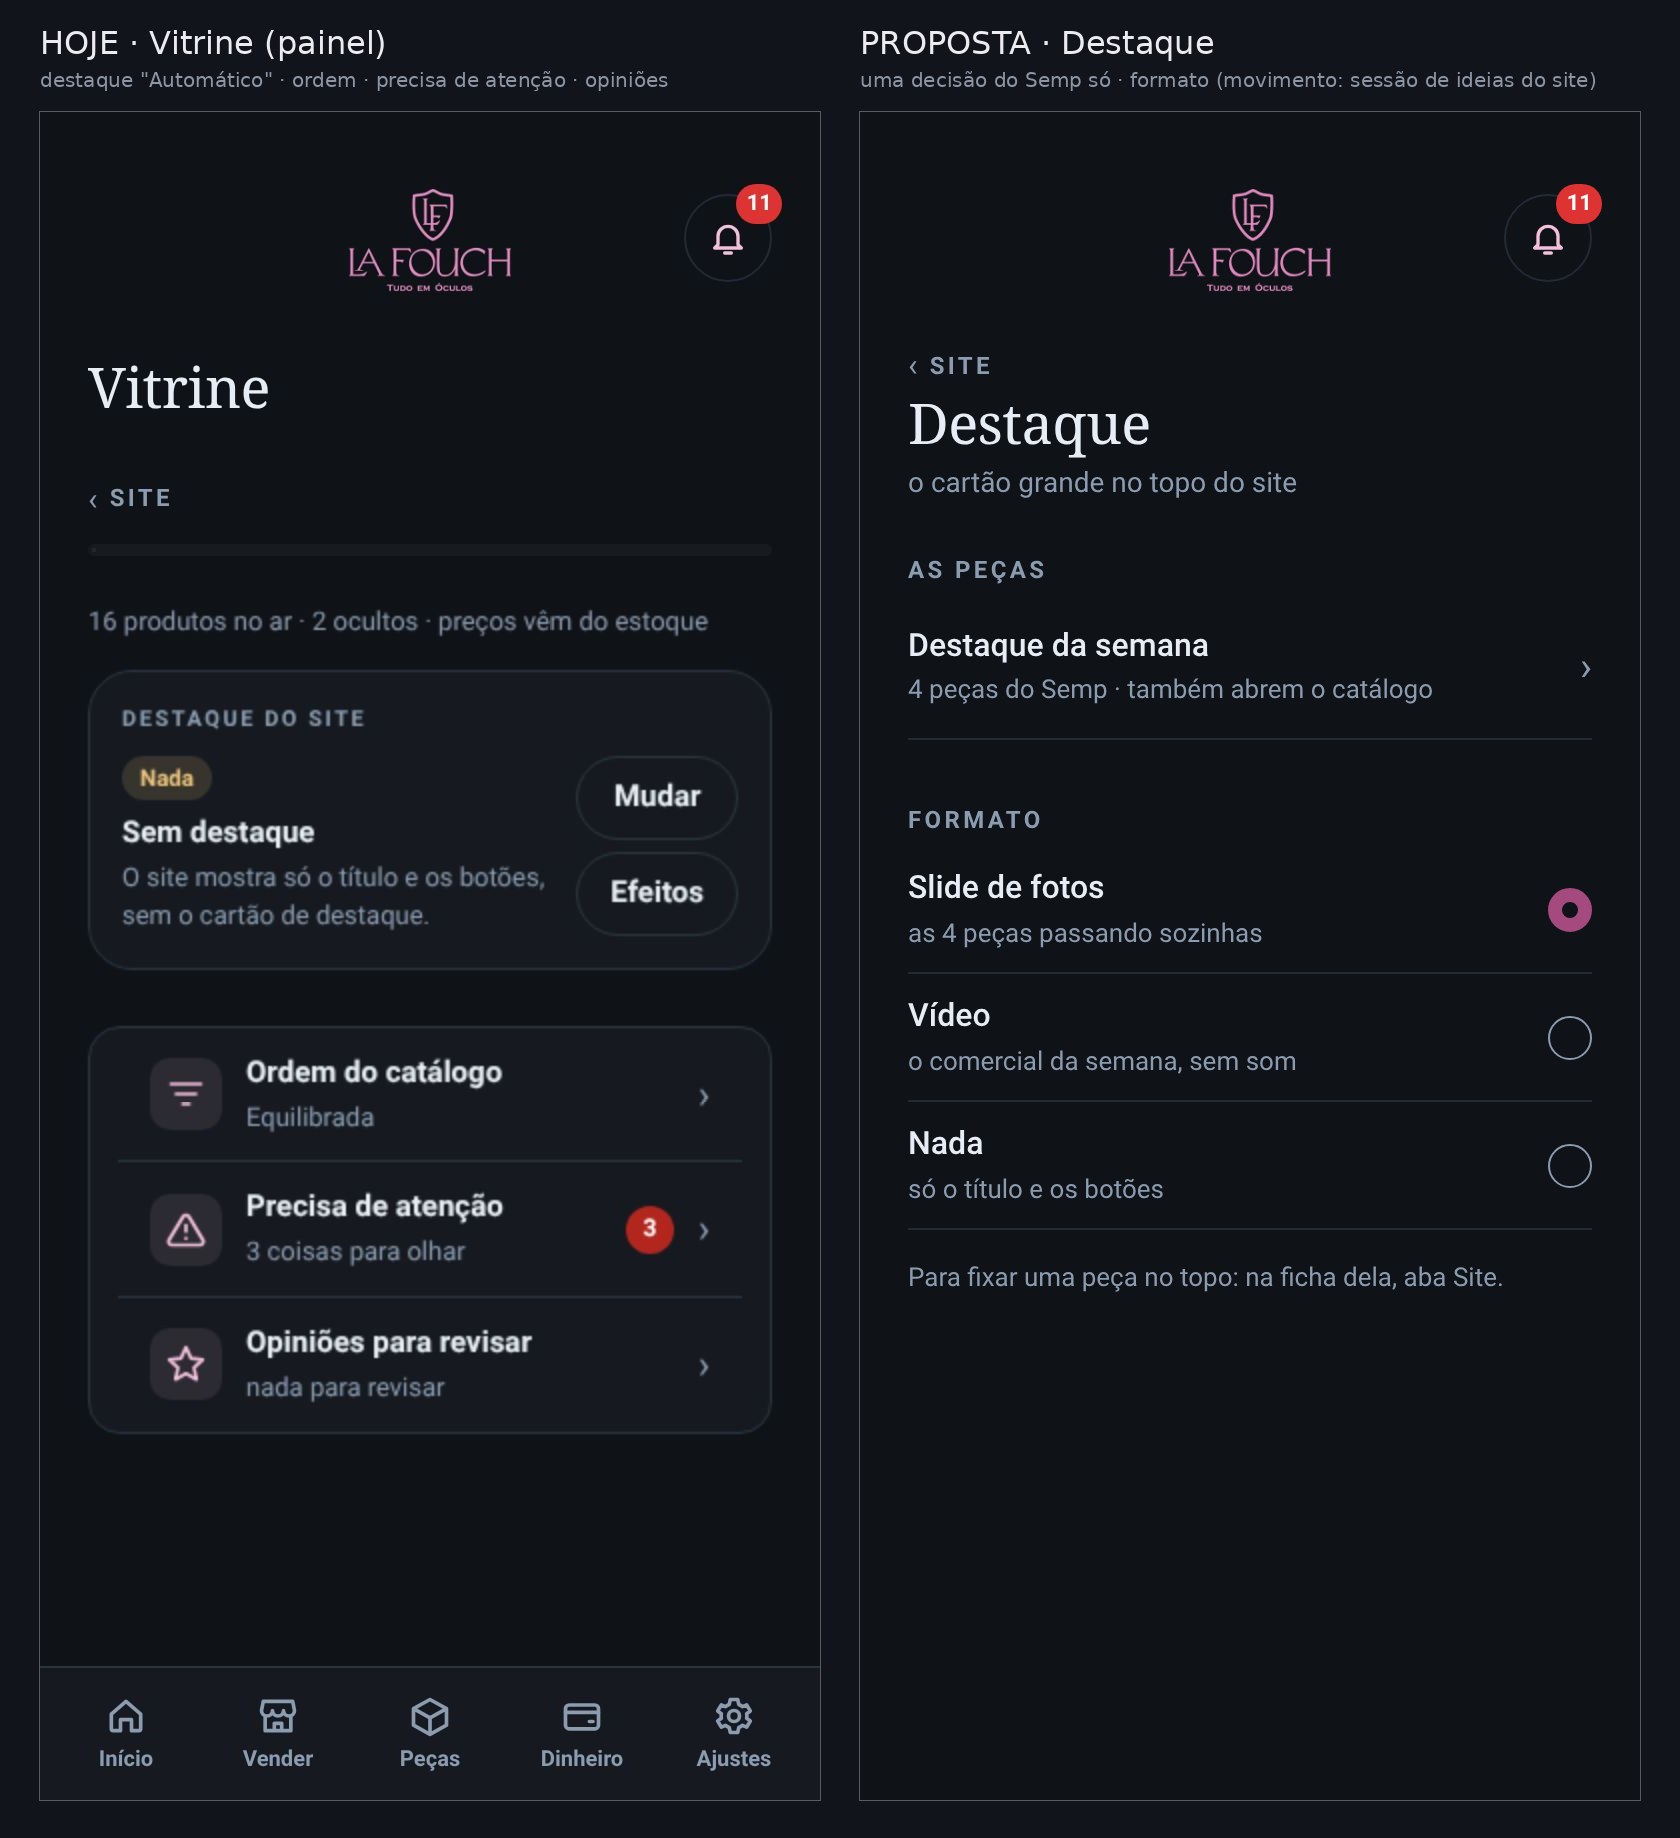 HOJE · Vitrine (painel)
destaque "Automático" · ordem · precisa de atenção · opiniões
LF
LA FOUCH
TUDO EM ÓCULOS
11
Vitrine
‹ SITE
16 produtos no ar · 2 ocultos · preços vêm do estoque
DESTAQUE DO SITE
Nada
Sem destaque
O site mostra só o título e os botões,
sem o cartão de destaque.
Mudar
Efeitos
Ordem do catálogo
Equilibrada
Precisa de atenção
3 coisas para olhar
3
Opiniões para revisar
nada para revisar
Início
Vender
Peças
Dinheiro
Ajustes
PROPOSTA · Destaque
uma decisão do Semp só · formato (movimento: sessão de ideias do site)
LF
LA FOUCH
TUDO EM ÓCULOS
11
‹ SITE
Destaque
o cartão grande no topo do site
AS PEÇAS
Destaque da semana
4 peças do Semp · também abrem o catálogo
FORMATO
Slide de fotos
as 4 peças passando sozinhas
Vídeo
o comercial da semana, sem som
Nada
só o título e os botões
Para fixar uma peça no topo: na ficha dela, aba Site.